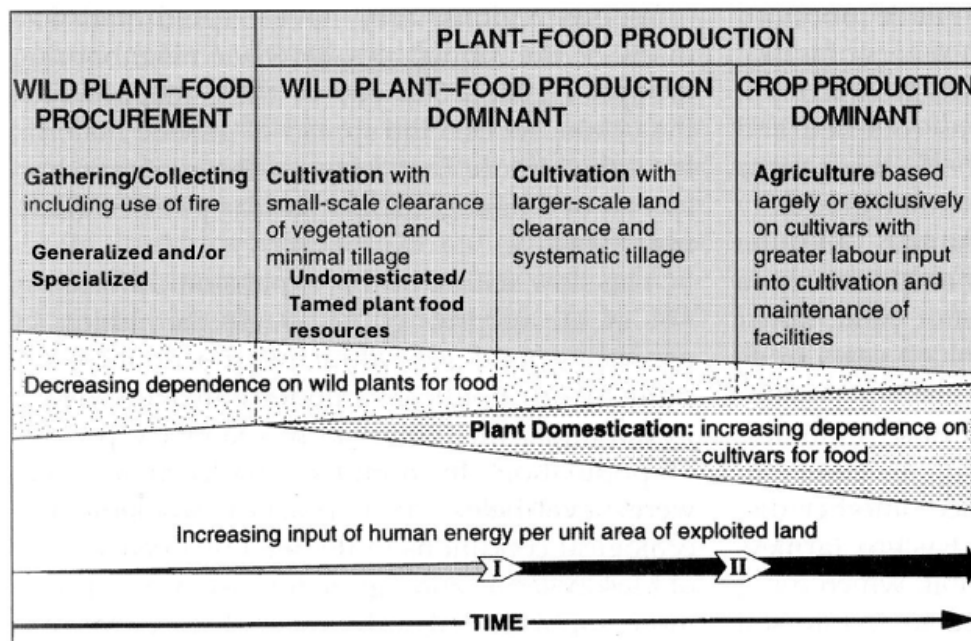 PLANT–FOOD PRODUCTION
WILD PLANT–FOOD
PROCUREMENT
WILD PLANT–FOOD PRODUCTION
DOMINANT
CROP PRODUCTION
DOMINANT
Gathering/Collecting
including use of fire
Generalized and/or
Specialized
Cultivation with
small-scale clearance
of vegetation and
minimal tillage
Undomesticated/
Tamed plant food
resources
Cultivation with
larger-scale land
clearance and
systematic tillage
Agriculture based
largely or exclusively
on cultivars with
greater labour input
into cultivation and
maintenance of
facilities
Decreasing dependence on wild plants for food
Plant Domestication: increasing dependence on
cultivars for food
Increasing input of human energy per unit area of exploited land
I
II
TIME